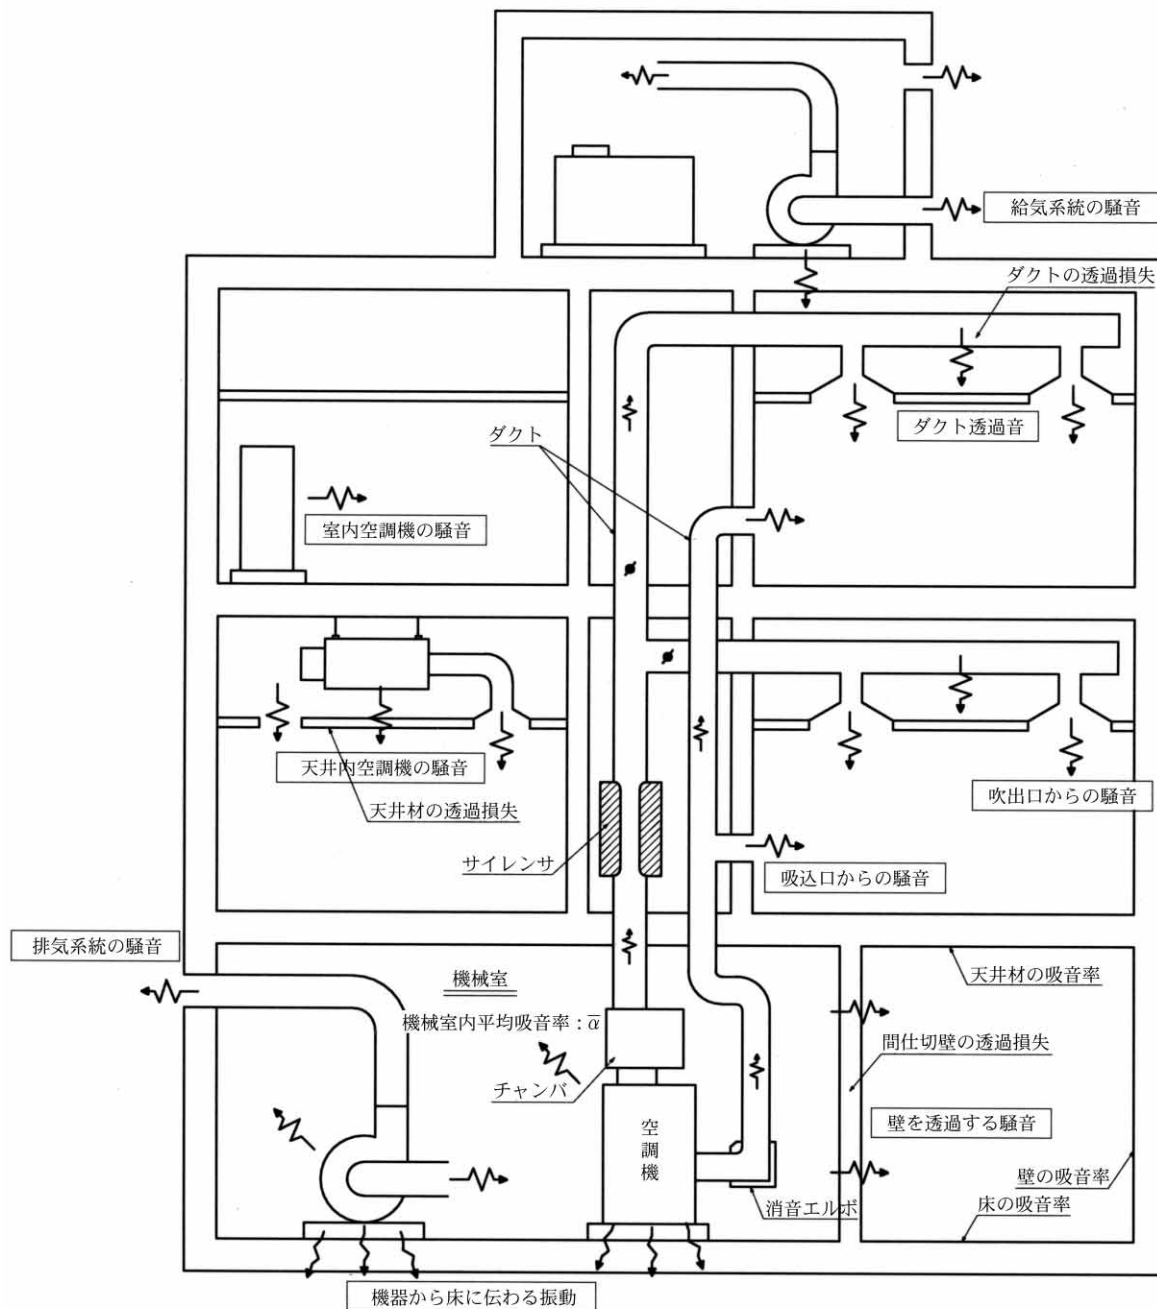 給気系統の騒音
ダクトの透過損失
ダクト
ダクト透過音
室内空調機の騒音
天井内空調機の騒音
天井材の透過損失
サイレンサ
吹出口からの騒音
吸込口からの騒音
排気系統の騒音
機械室
機械室内平均吸音率：α̅
チャンバ
空調機
消音エルボ
天井材の吸音率
間仕切壁の透過損失
壁を透過する騒音
壁の吸音率
床の吸音率
機器から床に伝わる振動